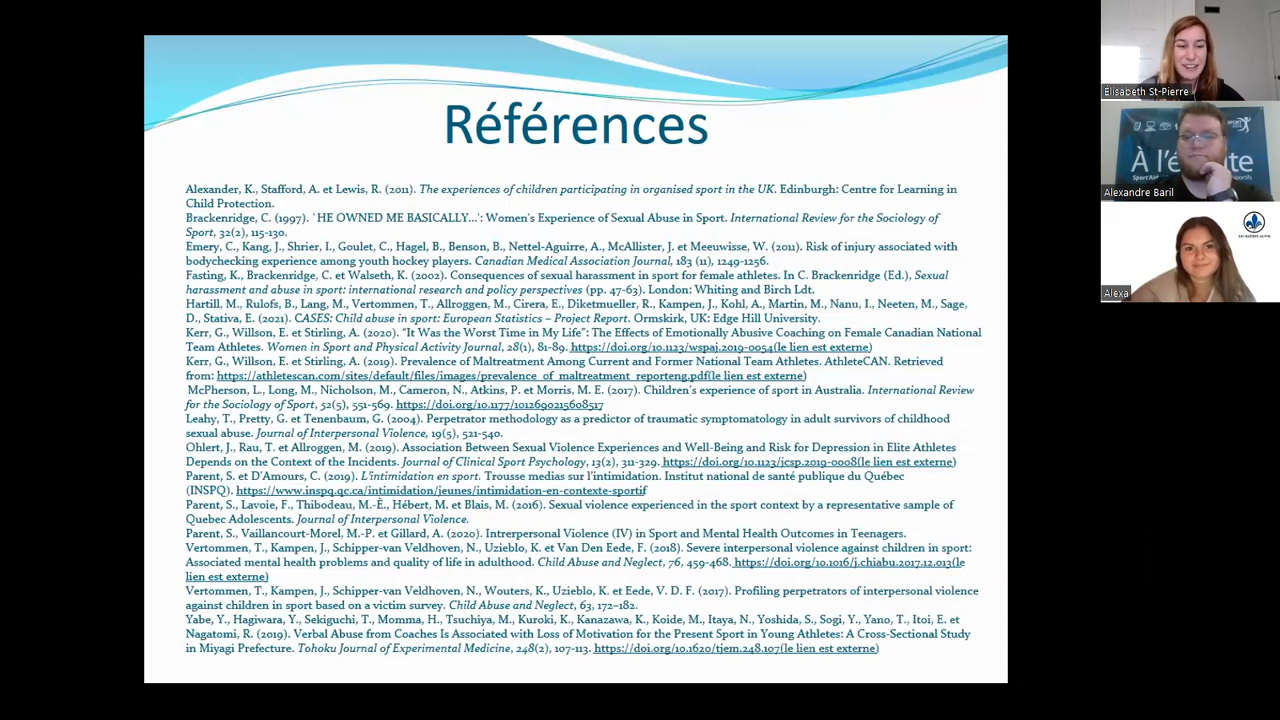 Références
Alexander, K., Stafford, A. et Lewis, R. (2011). The experiences of children participating in organised sport in the UK. Edinburgh: Centre for Learning in
Child Protection.
Brackenridge, C. (1997). 'HE OWNED ME BASICALLY...': Women's Experience of Sexual Abuse in Sport. International Review for the Sociology of
Sport, 32(2), 115-130.
Emery, C., Kang, J., Shrier, I., Goulet, C., Hagel, B., Benson, B., Nettel-Aguirre, A., McAllister, J. et Meeuwisse, W. (2011). Risk of injury associated with
bodychecking experience among youth hockey players. Canadian Medical Association Journal, 183 (11), 1249-1256.
Fasting, K., Brackenridge, C. et Walseth, K. (2002). Consequences of sexual harassment in sport for female athletes. In C. Brackenridge (Ed.), Sexual
harassment and abuse in sport: international research and policy perspectives (pp. 47-63). London: Whiting and Birch Ldt.
Hartill, M., Rulofs, B., Lang, M., Vertommen, T., Allroggen, M., Cirera, E., Diketmueller, R., Kampen, J., Kohl, A., Martin, M., Nanu, I., Neeten, M., Sage,
D., Stativa, E. (2021). CASES: Child abuse in sport: European Statistics – Project Report. Ormskirk, UK: Edge Hill University.
Kerr, G., Willson, E. et Stirling, A. (2020). “It Was the Worst Time in My Life”: The Effects of Emotionally Abusive Coaching on Female Canadian National
Team Athletes. Women in Sport and Physical Activity Journal, 28(1), 81-89. https://doi.org/10.1123/wspaj.2019-0054(le lien est externe)
Kerr, G., Willson, E. et Stirling, A. (2019). Prevalence of Maltreatment Among Current and Former National Team Athletes. AthleteCAN. Retrieved
from: https://athletescan.com/sites/default/files/images/prevalence_of_maltreatment_reporteng.pdf(le lien est externe)
McPherson, L., Long, M., Nicholson, M., Cameron, N., Atkins, P. et Morris, M. E. (2017). Children's experience of sport in Australia. International Review
for the Sociology of Sport, 52(5), 551-569. https://doi.org/10.1177/1012690215608517
Leahy, T., Pretty, G. et Tenenbaum, G. (2004). Perpetrator methodology as a predictor of traumatic symptomatology in adult survivors of childhood
sexual abuse. Journal of Interpersonal Violence, 19(5), 521-540.
Ohlert, J., Rau, T. et Allroggen, M. (2019). Association Between Sexual Violence Experiences and Well-Being and Risk for Depression in Elite Athletes
Depends on the Context of the Incidents. Journal of Clinical Sport Psychology, 13(2), 311-329. https://doi.org/10.1123/jcsp.2019-0008(le lien est externe)
Parent, S. et D'Amours, C. (2019). L'intimidation en sport. Trousse medias sur l'intimidation. Institut national de santé publique du Québec
(INSPQ). https://www.inspq.qc.ca/intimidation/jeunes/intimidation-en-contexte-sportif
Parent, S., Lavoie, F., Thibodeau, M.-È., Hébert, M. et Blais, M. (2016). Sexual violence experienced in the sport context by a representative sample of
Quebec Adolescents. Journal of Interpersonal Violence.
Parent, S., Vaillancourt-Morel, M.-P. et Gillard, A. (2020). Intrerpersonal Violence (IV) in Sport and Mental Health Outcomes in Teenagers.
Vertommen, T., Kampen, J., Schipper-van Veldhoven, N., Uzieblo, K. et Van Den Eede, F. (2018). Severe interpersonal violence against children in sport:
Associated mental health problems and quality of life in adulthood. Child Abuse and Neglect, 76, 459-468. https://doi.org/10.1016/j.chiabu.2017.12.013(le
lien est externe)
Vertommen, T., Kampen, J., Schipper-van Veldhoven, N., Wouters, K., Uzieblo, K. et Eede, V. D. F. (2017). Profiling perpetrators of interpersonal violence
against children in sport based on a victim survey. Child Abuse and Neglect, 63, 172–182.
Yabe, Y., Hagiwara, Y., Sekiguchi, T., Momma, H., Tsuchiya, M., Kuroki, K., Kanazawa, K., Koide, M., Itaya, N., Yoshida, S., Sogi, Y., Yano, T., Itoi, E. et
Nagatomi, R. (2019). Verbal Abuse from Coaches Is Associated with Loss of Motivation for the Present Sport in Young Athletes: A Cross-Sectional Study
in Miyagi Prefecture. Tohoku Journal of Experimental Medicine, 248(2), 107-113. https://doi.org/10.1620/tjem.248.107(le lien est externe)
Elisabeth St-Pierre
SPORT
À l'é
te
Sport Aid
Alexandre Baril
SKI QUÉBEC ALPIN
Alexa